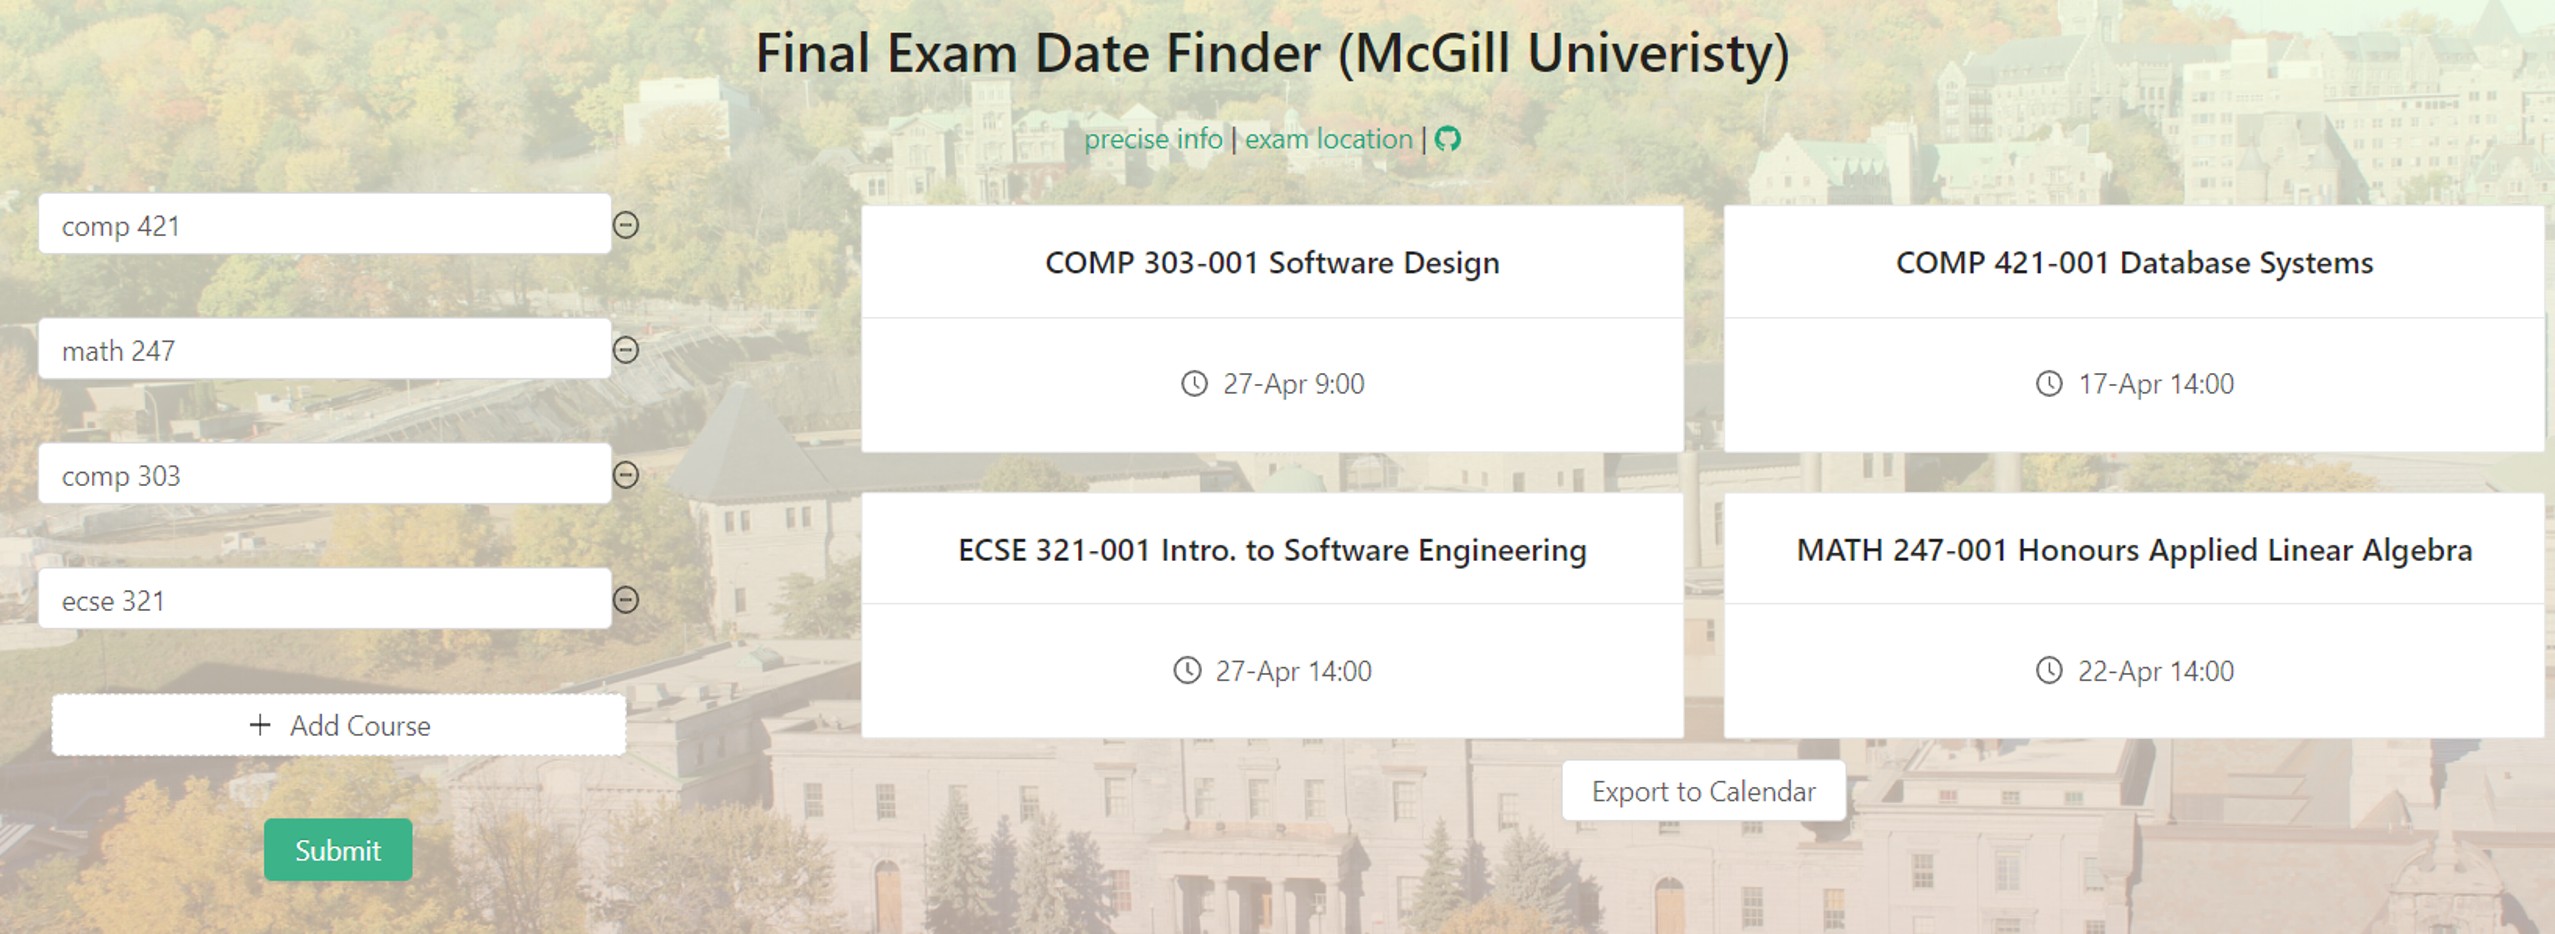 Final Exam Date Finder (McGill Univeristy)
precise info | exam location |
comp 421
math 247
comp 303
ecse 321
+ Add Course
Submit
COMP 303-001 Software Design
27-Apr 9:00
COMP 421-001 Database Systems
17-Apr 14:00
ECSE 321-001 Intro. to Software Engineering
27-Apr 14:00
MATH 247-001 Honours Applied Linear Algebra
22-Apr 14:00
Export to Calendar